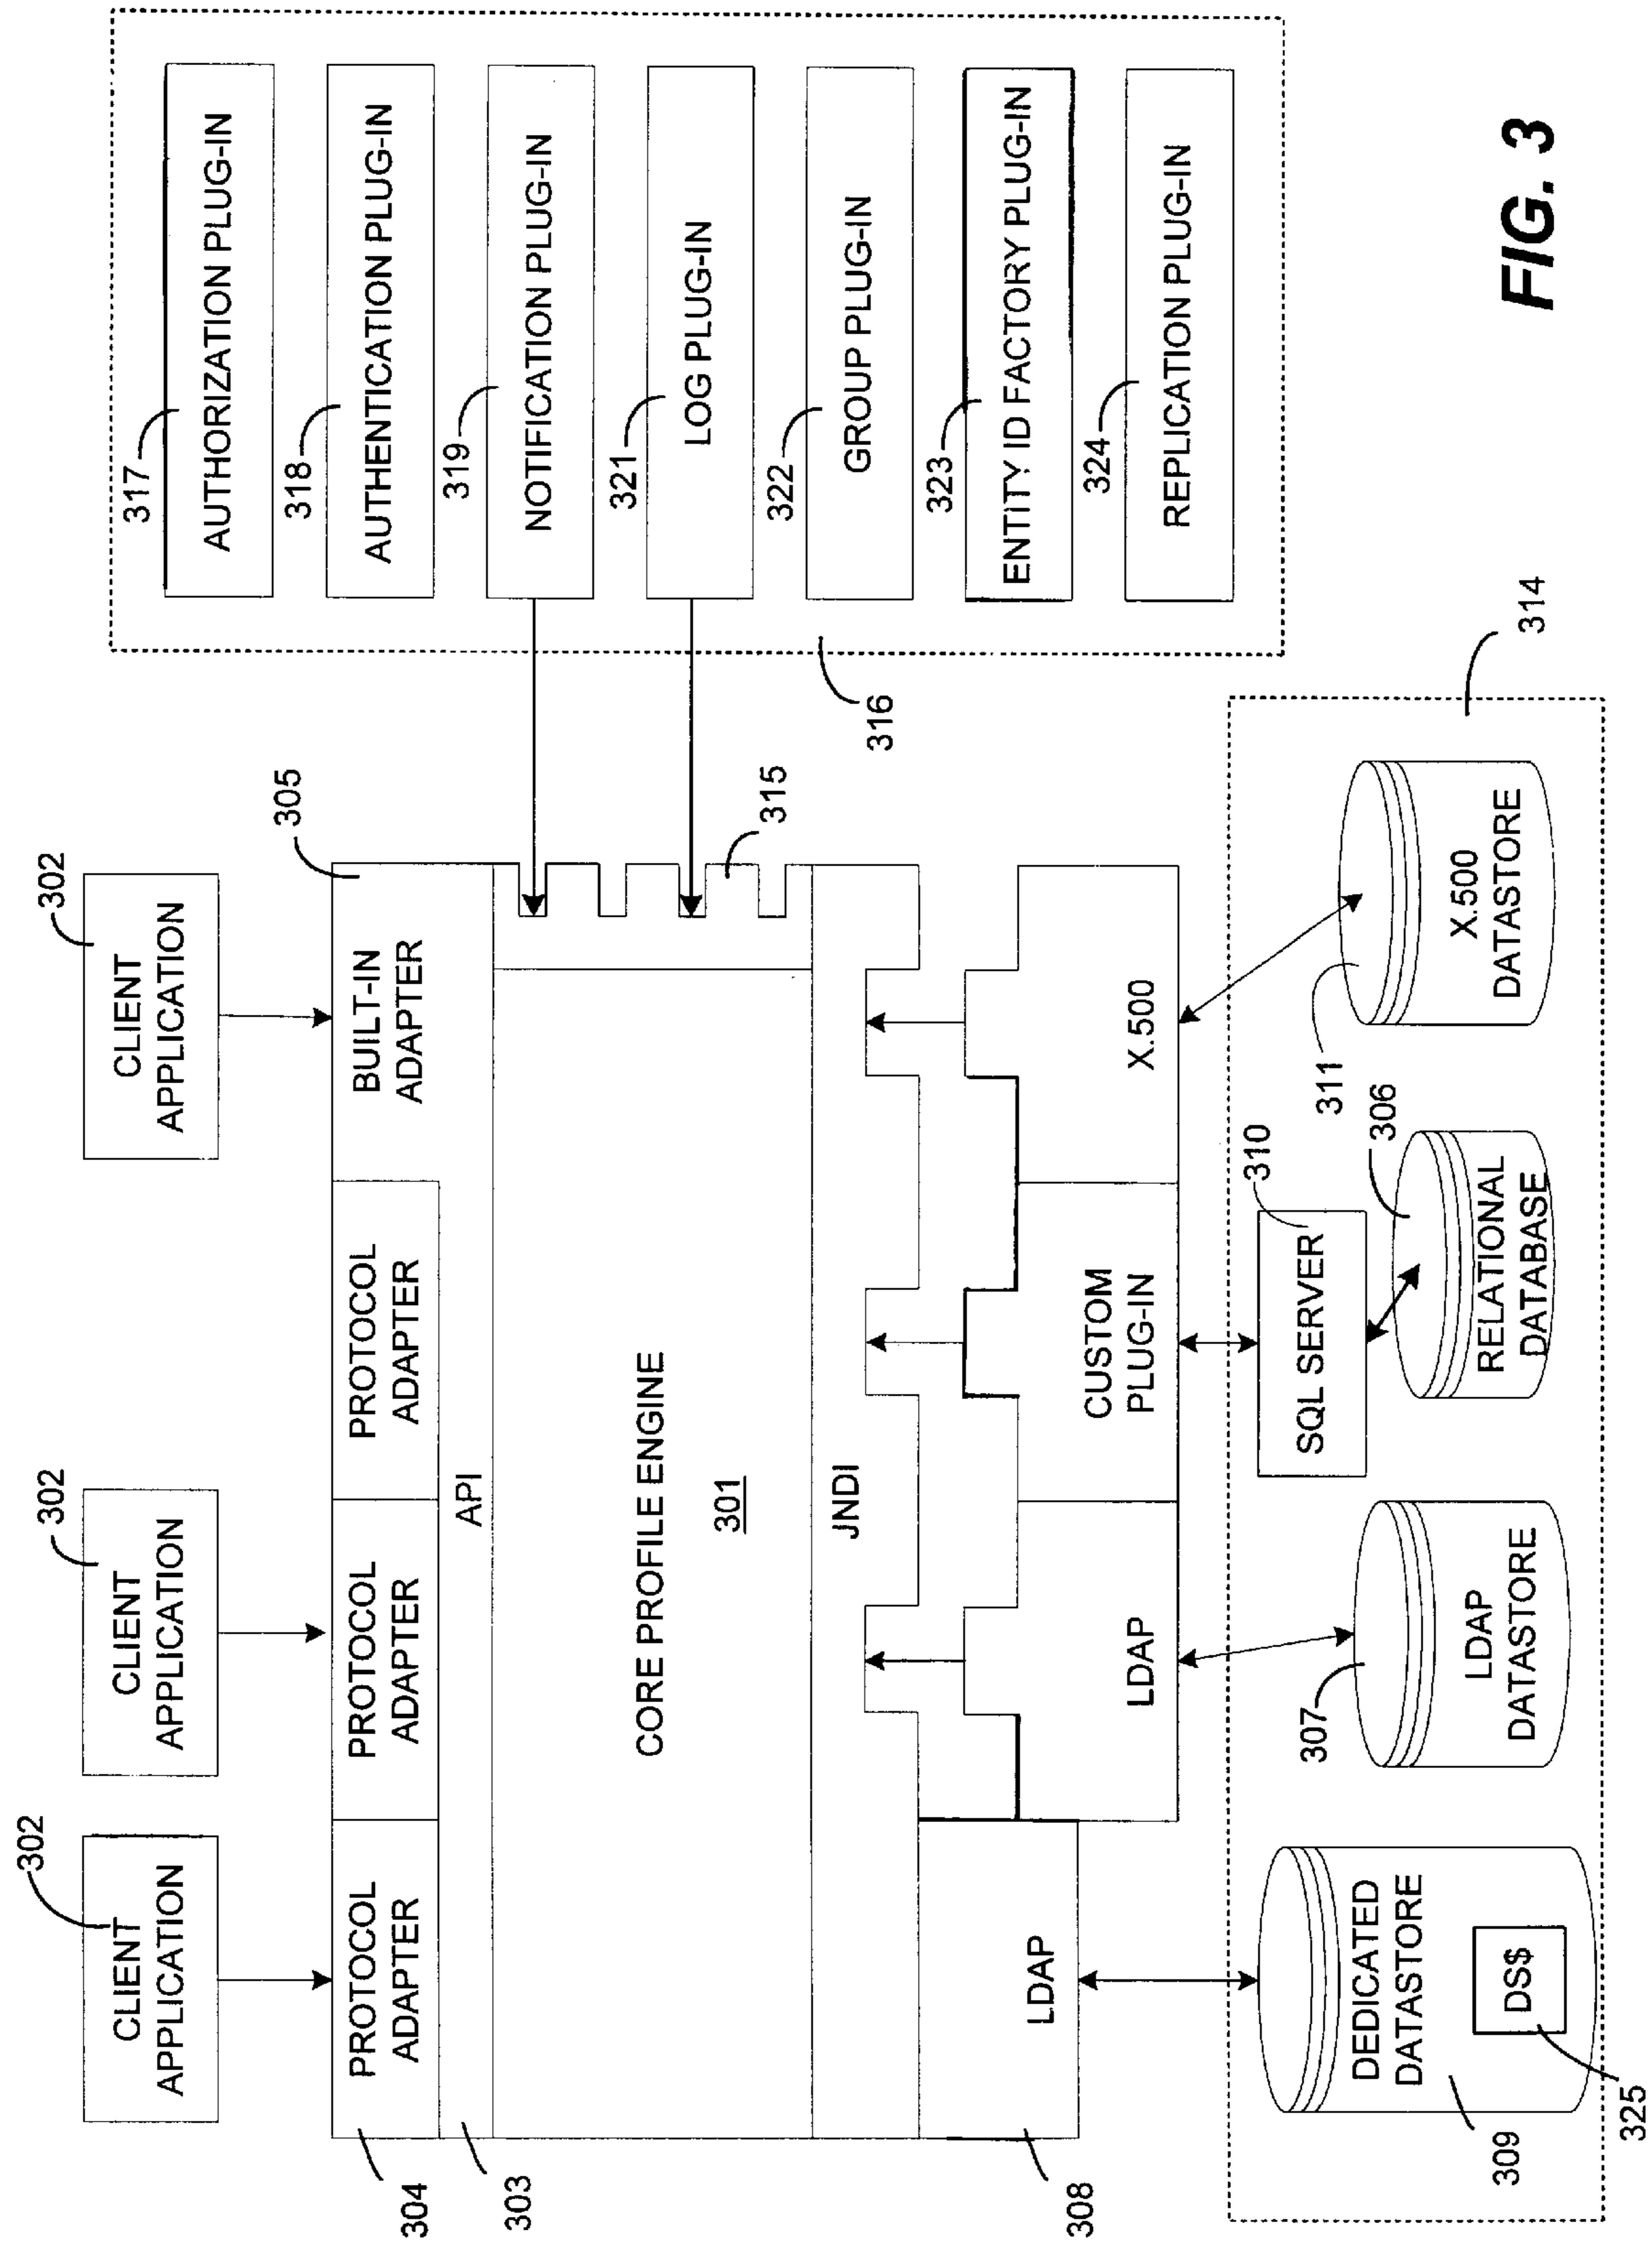 302
CLIENT
APPLICATION
302
CLIENT
APPLICATION
302
CLIENT
APPLICATION
304
PROTOCOL
ADAPTER
PROTOCOL
ADAPTER
PROTOCOL
ADAPTER
BUILT-IN
ADAPTER
305
303
API
CORE PROFILE ENGINE
301
315
JNDI
308
LDAP
LDAP
CUSTOM
PLUG-IN
X.500
317
AUTHORIZATION PLUG-IN
318
AUTHENTICATION PLUG-IN
319
NOTIFICATION PLUG-IN
321
LOG PLUG-IN
322
GROUP PLUG-IN
323
ENTITY ID FACTORY PLUG-IN
324
REPLICATION PLUG-IN
316
314
DEDICATED
DATASTORE
309
DS$
325
307
LDAP
DATASTORE
310
SQL SERVER
306
RELATIONAL
DATABASE
311
X.500
DATASTORE
FIG. 3